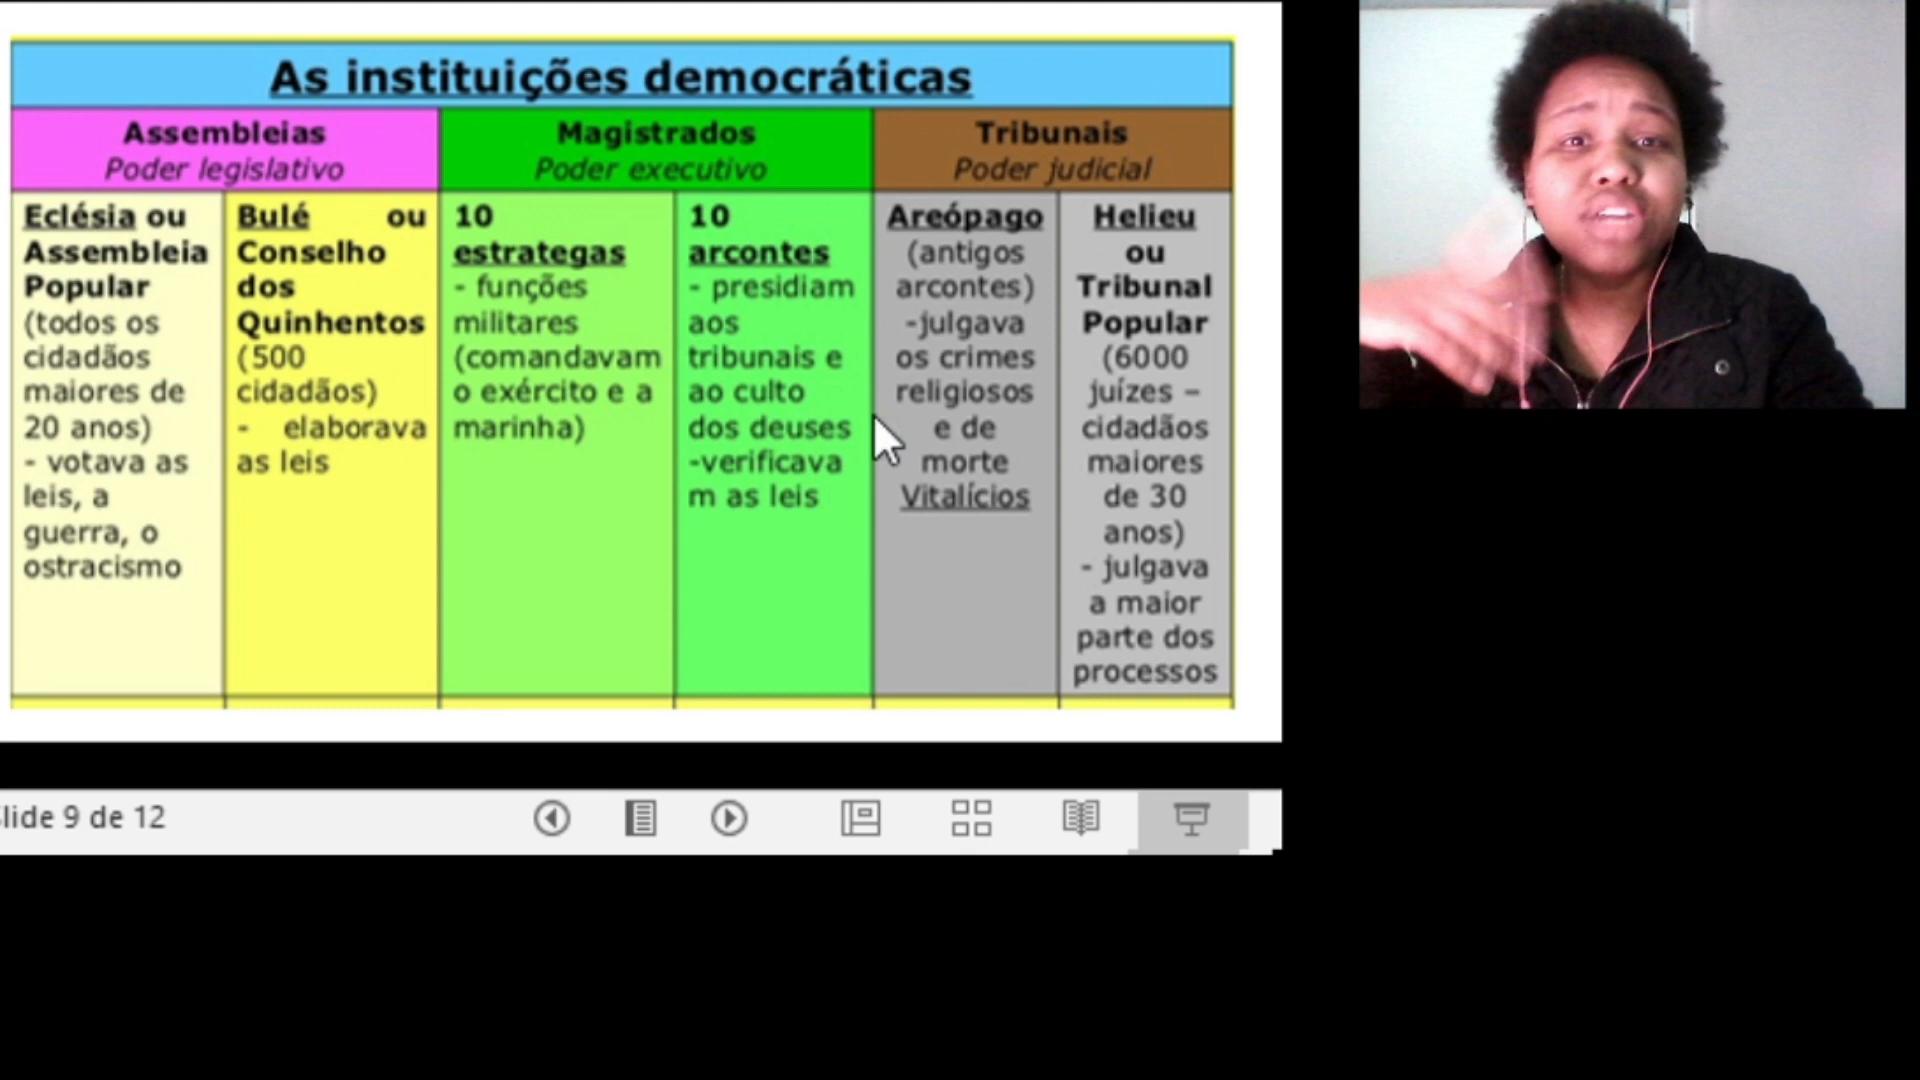 As instituições democráticas
Assembleias
Poder legislativo
Magistrados
Poder executivo
Tribunais
Poder judicial
Eclésia ou
Assembleia
Popular
(todos os
cidadãos
maiores de
20 anos)
- votava as
leis, a
guerra, o
ostracismo
Bulé ou
Conselho
dos
Quinhentos
(500
cidadãos)
- elaborava
as leis
10
estrategas
- funções
militares
(comandavam
o exército e a
marinha)
10
arcontes
- presidiam
aos
tribunais e
ao culto
dos deuses
-verificava
m as leis
Areópago
(antigos
arcontes)
-julgava
os crimes
religiosos
e de
morte
Vitalícios
Helieu
ou
Tribunal
Popular
(6000
juízes –
cidadãos
maiores
de 30
anos)
- julgava
a maior
parte dos
processos
lide 9 de 12